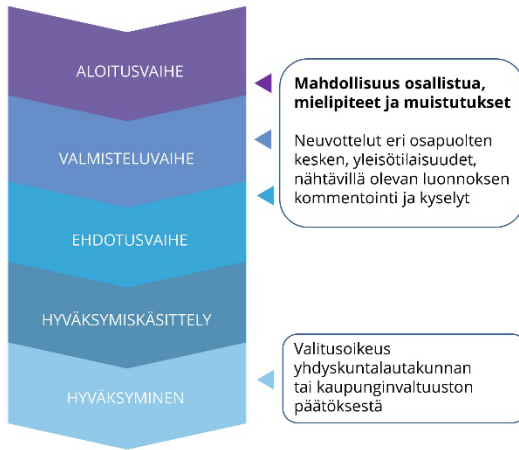 ALOITUSVAIHE
VALMISTELUVAIHE
EHDOTUSVAIHE
HYVÄKSYMISKÄSITTELY
HYVÄKSYMINEN
Mahdollisuus osallistua,
mielipiteet ja muistutukset
Neuvottelut eri osapuolten
kesken, yleisötilaisuudet,
nähtävillä olevan luonnoksen
kommentointi ja kyselyt
Valitusoikeus
yhdyskuntalautakunnan
tai kaupunginvaltuuston
päätöksestä